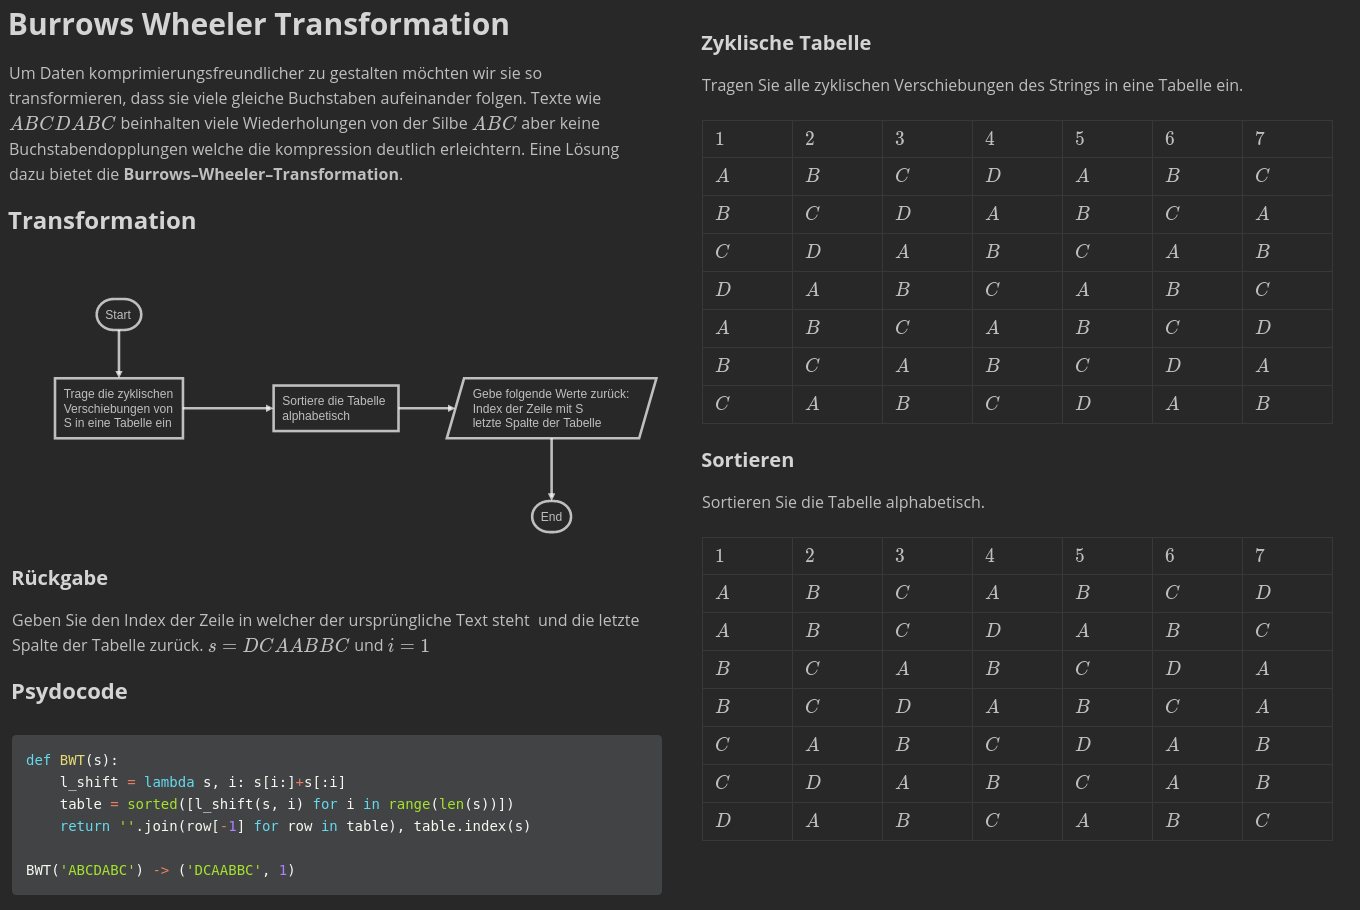 Burrows Wheeler Transformation
Um Daten komprimierungsfreundlicher zu gestalten möchten wir sie so
transformieren, dass sie viele gleiche Buchstaben aufeinander folgen. Texte wie
ABCDABC beinhalten viele Wiederholungen von der Silbe ABC aber keine
Buchstabendopplungen welche die kompression deutlich erleichtern. Eine Lösung
dazu bietet die Burrows–Wheeler–Transformation.
Transformation
Start
Trage die zyklischen
Verschiebungen von
S in eine Tabelle ein
Sortiere die Tabelle
alphabetisch
Gebe folgende Werte zurück:
Index der Zeile mit S
letzte Spalte der Tabelle
End
Rückgabe
Geben Sie den Index der Zeile in welcher der ursprüngliche Text steht  und die letzte
Spalte der Tabelle zurück. s = DCAABBC und i = 1
Psydocode
def BWT(s):
    l_shift = lambda s, i: s[i:]+s[:i]
    table = sorted([l_shift(s, i) for i in range(len(s))])
    return ''.join(row[-1] for row in table), table.index(s)
BWT('ABCDABC') -> ('DCAABBC', 1)
Zyklische Tabelle
Tragen Sie alle zyklischen Verschiebungen des Strings in eine Tabelle ein.
1 2 3 4 5 6 7
A B C D A B C
B C D A B C A
C D A B C A B
D A B C A B C
A B C A B C D
B C A B C D A
C A B C D A B
Sortieren
Sortieren Sie die Tabelle alphabetisch.
1 2 3 4 5 6 7
A B C A B C D
A B C D A B C
B C A B C D A
B C D A B C A
C A B C D A B
C D A B C A B
D A B C A B C